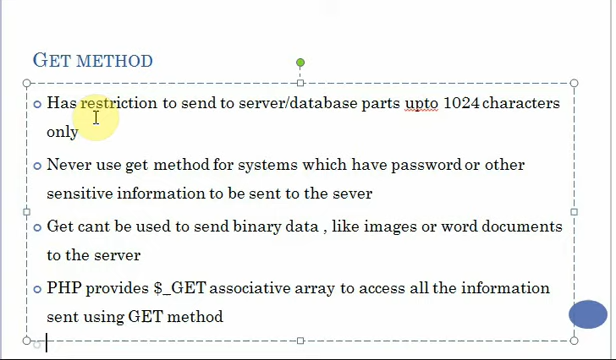 GET METHOD
Has restriction to send to server/database parts upto 1024 characters
only
Never use get method for systems which have password or other
sensitive information to be sent to the sever
Get cant be used to send binary data , like images or word documents
to the server
PHP provides $_GET associative array to access all the information
sent using GET method